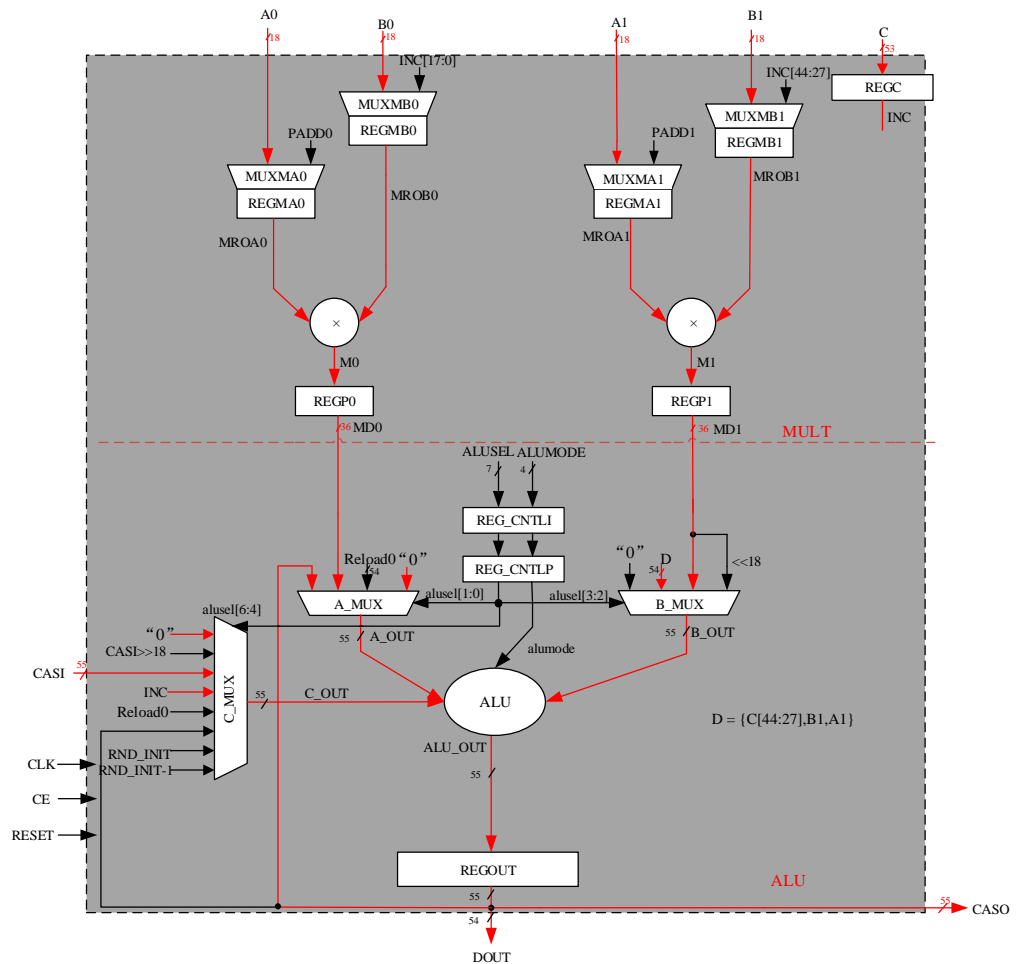 A0
B0
A1
B1
C
18
18
18
18
53
INC[17:0]
INC[44:27]
REGC
INC
MUXMB0
REGMB0
MUXMB1
REGMB1
PADD0
PADD1
MUXMA0
REGMA0
MUXMA1
REGMA1
MROB0
MROB1
MROA0
MROA1
×
×
M0
M1
REGP0
REGP1
36 MD0
36 MD1
MULT
ALUSEL ALUMODE
7
4
REG_CNTLI
REG_CNTLP
Reload0 “0”
54
“0”
D
54
<<18
A_MUX
B_MUX
alusel[1:0]
alusel[3:2]
alusel[6:4]
55
A_OUT
55
B_OUT
alumode
“0”
CASI>>18
CASI
55
INC
Reload0
RND_INIT
RND_INIT-1
C_MUX
55
C_OUT
ALU
D = {C[44:27],B1,A1}
ALU_OUT
55
CLK
CE
RESET
REGOUT
55
ALU
54
55
CASO
DOUT